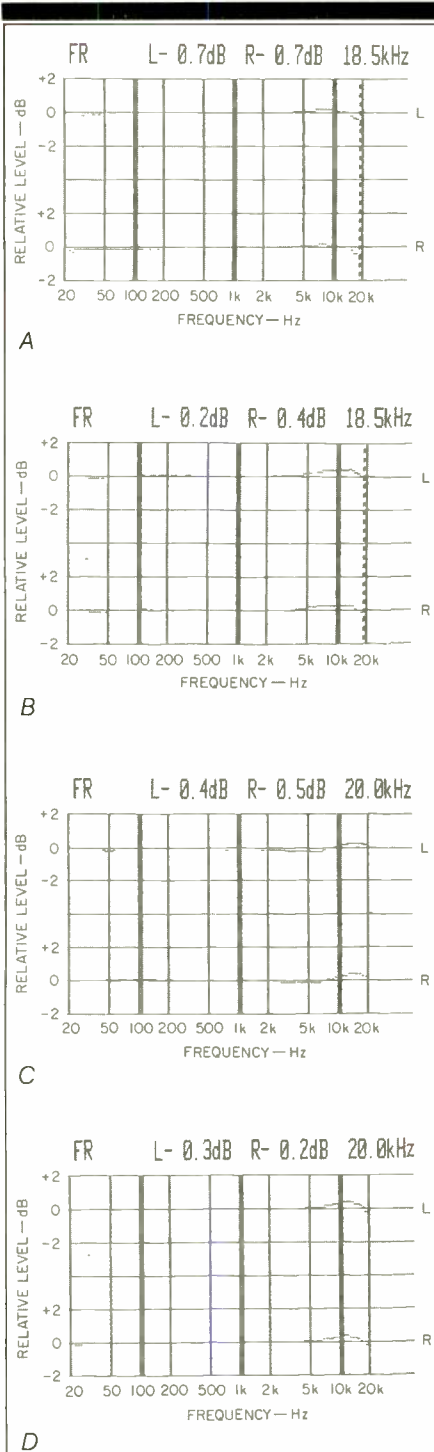 FR L- 0.7dB R- 0.7dB 18.5kHz
+2
0 L
-2
RELATIVE LEVEL — dB
+2
0 R
-2
20 50 100 200 500 1k 2k 5k 10k 20k
FREQUENCY — Hz
A
FR L- 0.2dB R- 0.4dB 18.5kHz
+2
0 L
-2
RELATIVE LEVEL — dB
+2
0 R
-2
20 50 100 200 500 1k 2k 5k 10k 20k
FREQUENCY — Hz
B
FR L- 0.4dB R- 0.5dB 20.0kHz
+2
0 L
-2
RELATIVE LEVEL — dB
+2
0 R
-2
20 50 100 200 500 1k 2k 5k 10k 20k
FREQUENCY — Hz
C
FR L- 0.3dB R- 0.2dB 20.0kHz
+2
0 L
-2
RELATIVE LEVEL — dB
+2
0 R
-2
20 50 100 200 500 1k 2k 5k 10k 20k
FREQUENCY — Hz
D